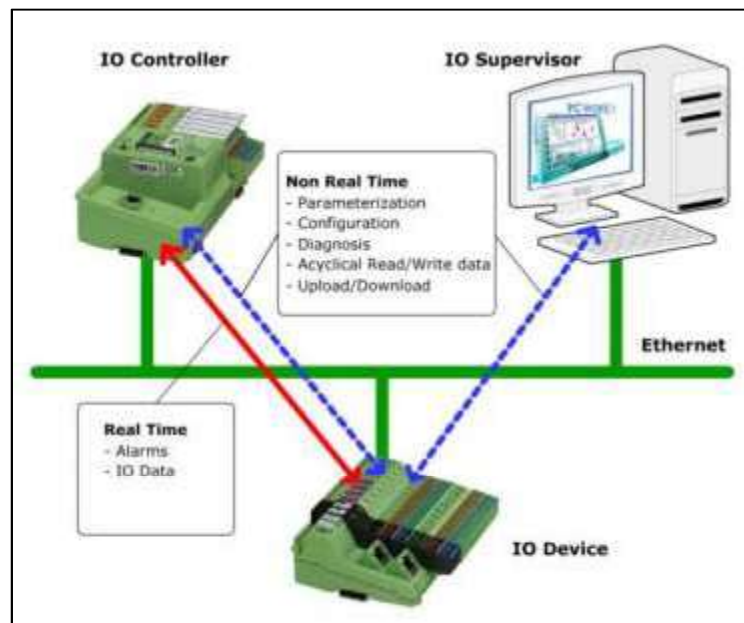 IO Controller
IO Supervisor
Non Real Time
- Parameterization
- Configuration
- Diagnosis
- Acyclical Read/Write data
- Upload/Download
Ethernet
Real Time
- Alarms
- IO Data
IO Device